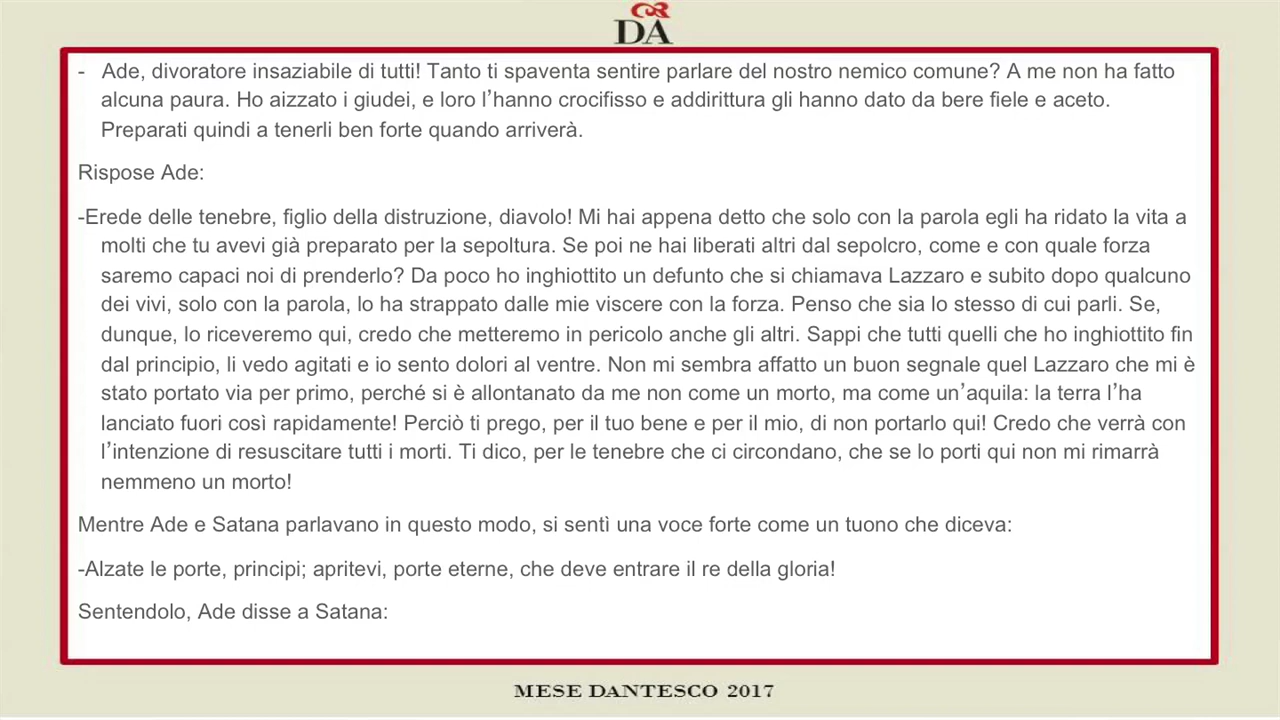 DA
- Ade, divoratore insaziabile di tutti! Tanto ti spaventa sentire parlare del nostro nemico comune? A me non ha fatto
alcuna paura. Ho aizzato i giudei, e loro l’hanno crocifisso e addirittura gli hanno dato da bere fiele e aceto.
Preparati quindi a tenerli ben forte quando arriverà.
Rispose Ade:
-Erede delle tenebre, figlio della distruzione, diavolo! Mi hai appena detto che solo con la parola egli ha ridato la vita a
molti che tu avevi già preparato per la sepoltura. Se poi ne hai liberati altri dal sepolcro, come e con quale forza
saremo capaci noi di prenderlo? Da poco ho inghiottito un defunto che si chiamava Lazzaro e subito dopo qualcuno
dei vivi, solo con la parola, lo ha strappato dalle mie viscere con la forza. Penso che sia lo stesso di cui parli. Se,
dunque, lo riceveremo qui, credo che metteremo in pericolo anche gli altri. Sappi che tutti quelli che ho inghiottito fin
dal principio, li vedo agitati e io sento dolori al ventre. Non mi sembra affatto un buon segnale quel Lazzaro che mi è
stato portato via per primo, perché si è allontanato da me non come un morto, ma come un’aquila: la terra l’ha
lanciato fuori così rapidamente! Perciò ti prego, per il tuo bene e per il mio, di non portarlo qui! Credo che verrà con
l’intenzione di resuscitare tutti i morti. Ti dico, per le tenebre che ci circondano, che se lo porti qui non mi rimarrà
nemmeno un morto!
Mentre Ade e Satana parlavano in questo modo, si sentì una voce forte come un tuono che diceva:
-Alzate le porte, principi; apritevi, porte eterne, che deve entrare il re della gloria!
Sentendolo, Ade disse a Satana:
MESE DANTESCO 2017